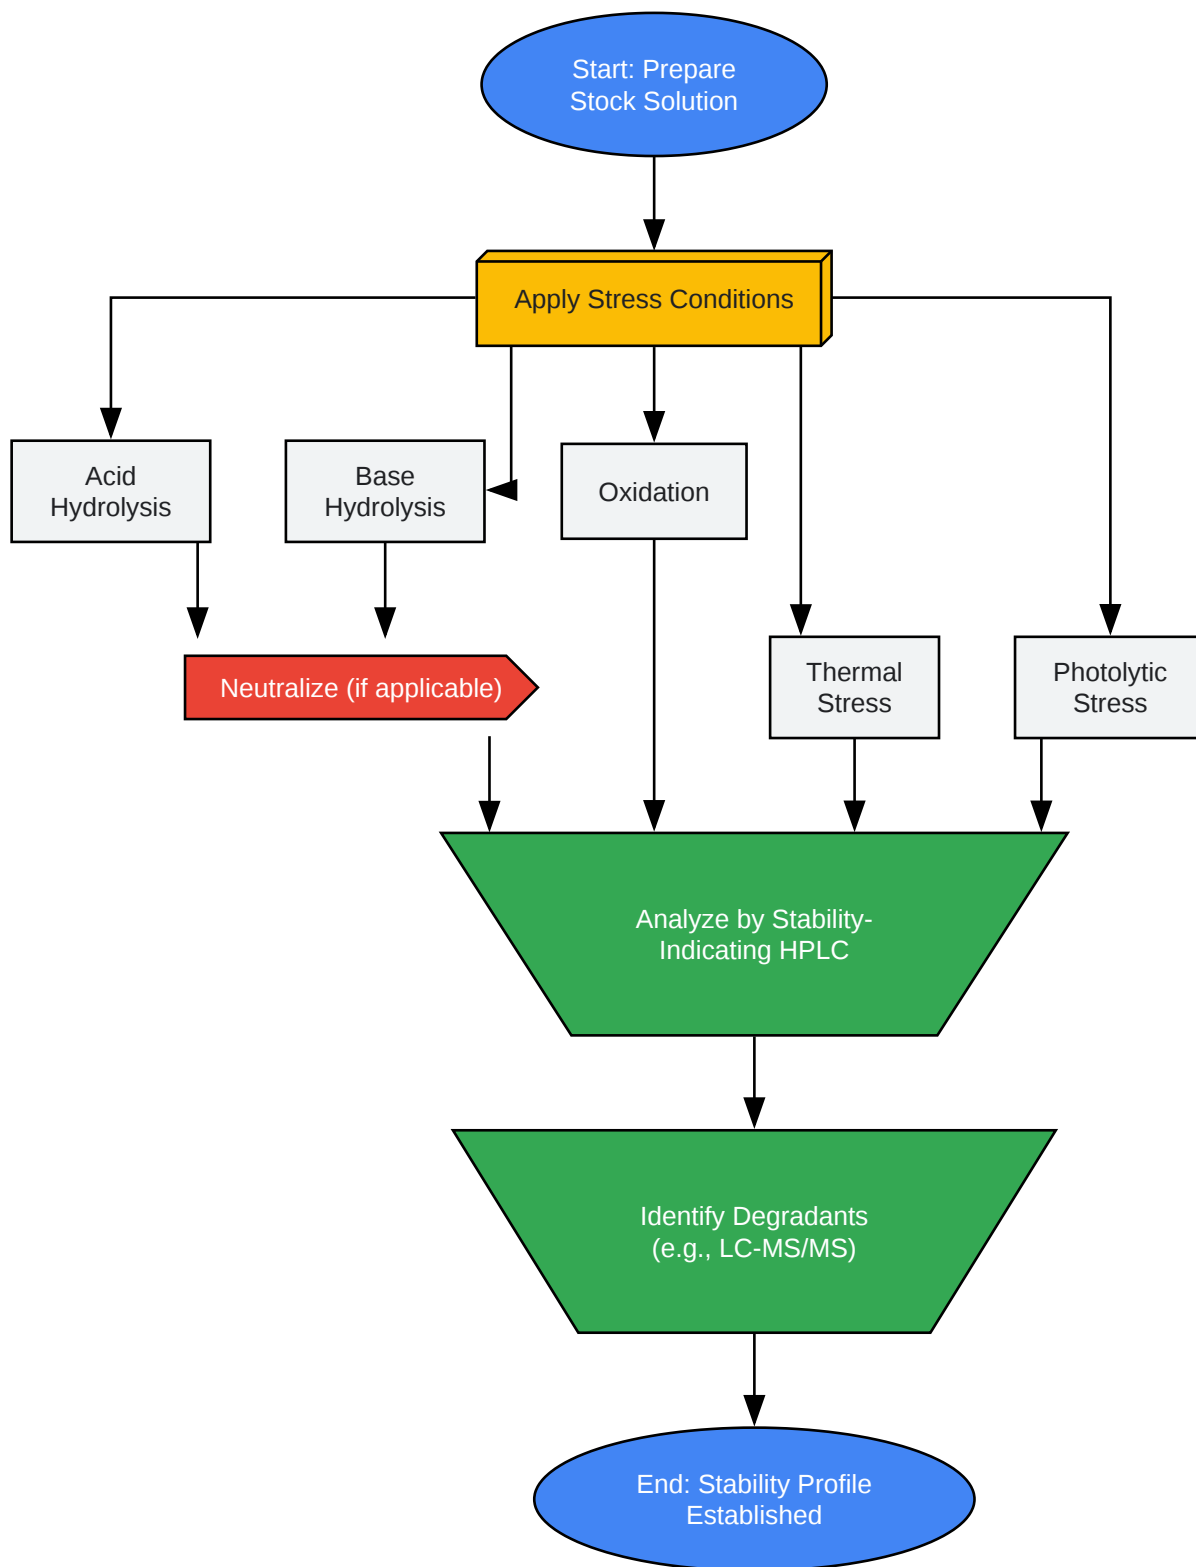 Start: Prepare
Stock Solution
Apply Stress Conditions
Acid
Hydrolysis
Base
Hydrolysis
Oxidation
Thermal
Stress
Photolytic
Stress
Neutralize (if applicable)
Analyze by Stability-
Indicating HPLC
Identify Degradants
(e.g., LC-MS/MS)
End: Stability Profile
Established